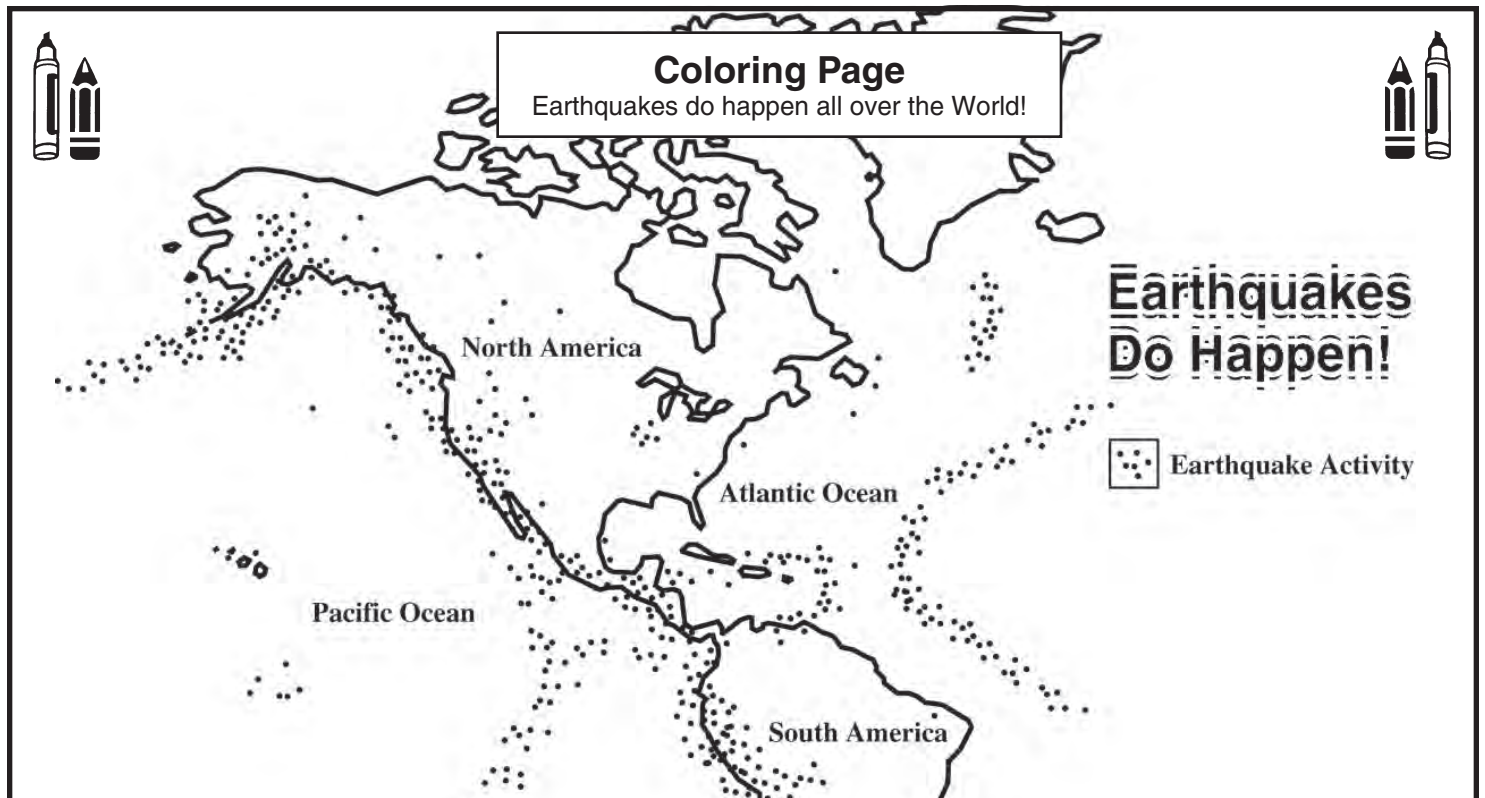 Coloring Page
Earthquakes do happen all over the World!
Earthquakes
Do Happen!
North America
Earthquake Activity
Atlantic Ocean
Pacific Ocean
South America